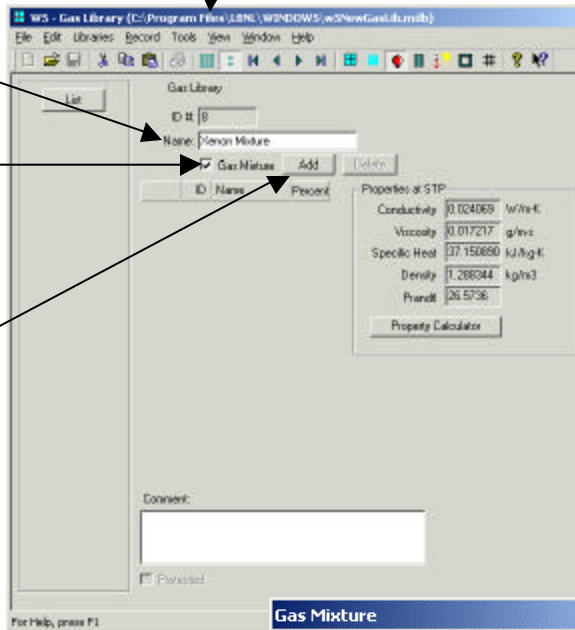 W5 - Gas Library (C:\Program Files\LBNL\WINDOWS\w5NewGasLib.mdb)
File Edit Libraries Record Tools View Window Help
List
Gas Library
ID #: 8
Name: Xenon Mixture
Gas Mixture Add Delete
ID Name Percent
Properties at STP
Conductivity 0.024069 W/m-K
Viscosity 0.017217 g/m-s
Specific Heat 37.150890 kJ/kg-K
Density 1.288344 kg/m3
Prandtl 26.5736
Property Calculator
Comment:
Protected
For Help, press F1
Gas Mixture